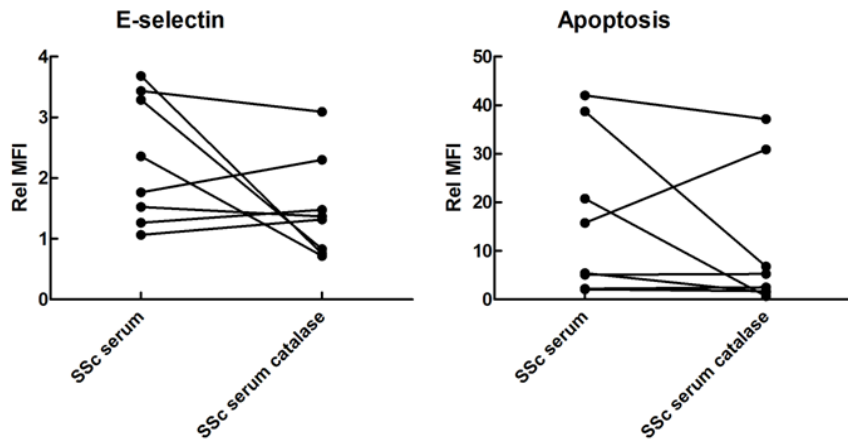 E-selectin
4
3
2
1
0
Rel MFI
SSc serum
SSc serum catalase
Apoptosis
50
40
30
20
10
0
Rel MFI
SSc serum
SSc serum catalase